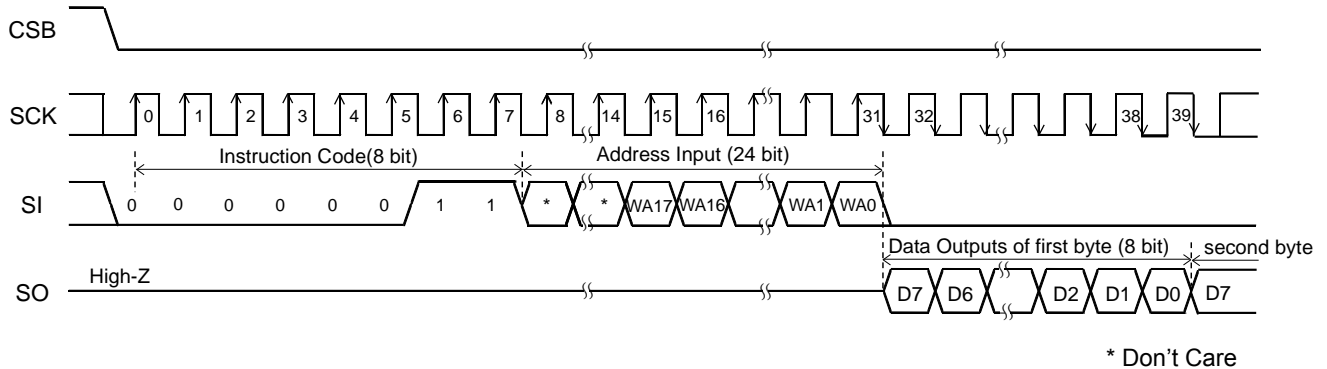 CSB
SCK 0 1 2 3 4 5 6 7 8 14 15 16 31 32 38 39
Instruction Code(8 bit) Address Input (24 bit)
SI 0 0 0 0 0 0 1 1 * * WA17 WA16 WA1 WA0
Data Outputs of first byte (8 bit) second byte
High-Z
SO D7 D6 D2 D1 D0 D7
* Don't Care